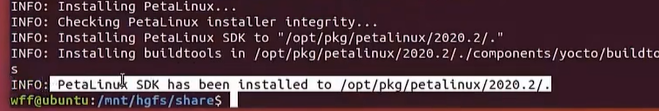 INFO: Installing PetaLinux...
INFO: Checking PetaLinux installer integrity...
INFO: Installing PetaLinux SDK to "/opt/pkg/petalinux/2020.2/."
INFO: Installing buildtools in /opt/pkg/petalinux/2020.2/./components/yocto/buildto
s
INFO: PetaLinux SDK has been installed to /opt/pkg/petalinux/2020.2/.
wff@ubuntu:/mnt/hgfs/share$